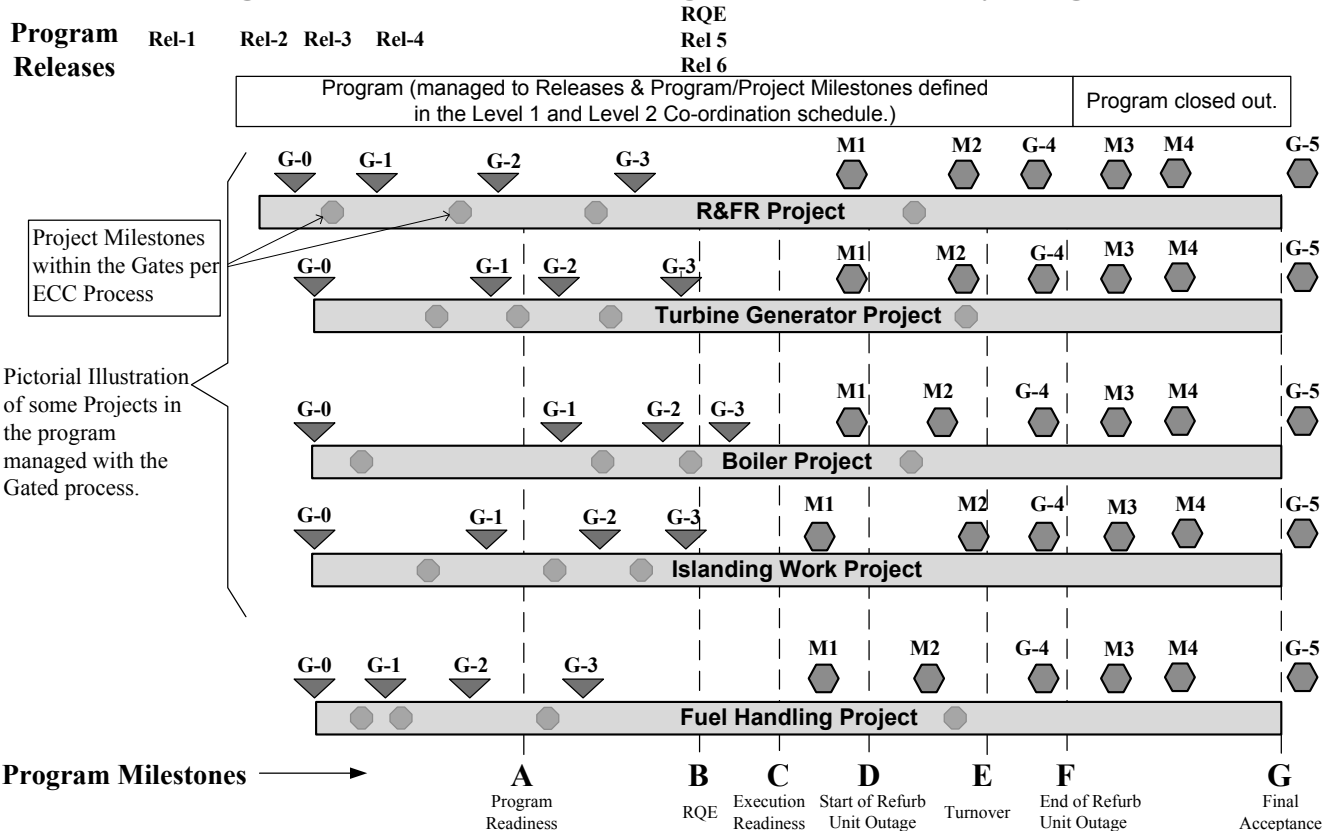 RQE
Program Rel-1 Rel-2 Rel-3 Rel-4 Rel 5
Releases Rel 6
Program (managed to Releases & Program/Project Milestones defined
in the Level 1 and Level 2 Co-ordination schedule.)
Program closed out.
G-0 G-1 G-2 G-3 M1 M2 G-4 M3 M4 G-5
R&FR Project
Project Milestones
within the Gates per
ECC Process
G-0 G-1 G-2 G-3 M1 M2 G-4 M3 M4 G-5
Turbine Generator Project
Pictorial Illustration
of some Projects in
the program
managed with the
Gated process.
G-0 G-1 G-2 G-3 M1 M2 G-4 M3 M4 G-5
Boiler Project
G-0 G-1 G-2 G-3 M1 M2 G-4 M3 M4 G-5
Islanding Work Project
G-0 G-1 G-2 G-3 M1 M2 G-4 M3 M4 G-5
Fuel Handling Project
Program Milestones A B C D E F G
Program
Readiness
RQE
Execution
Readiness
Start of Refurb
Unit Outage
Turnover
End of Refurb
Unit Outage
Final
Acceptance